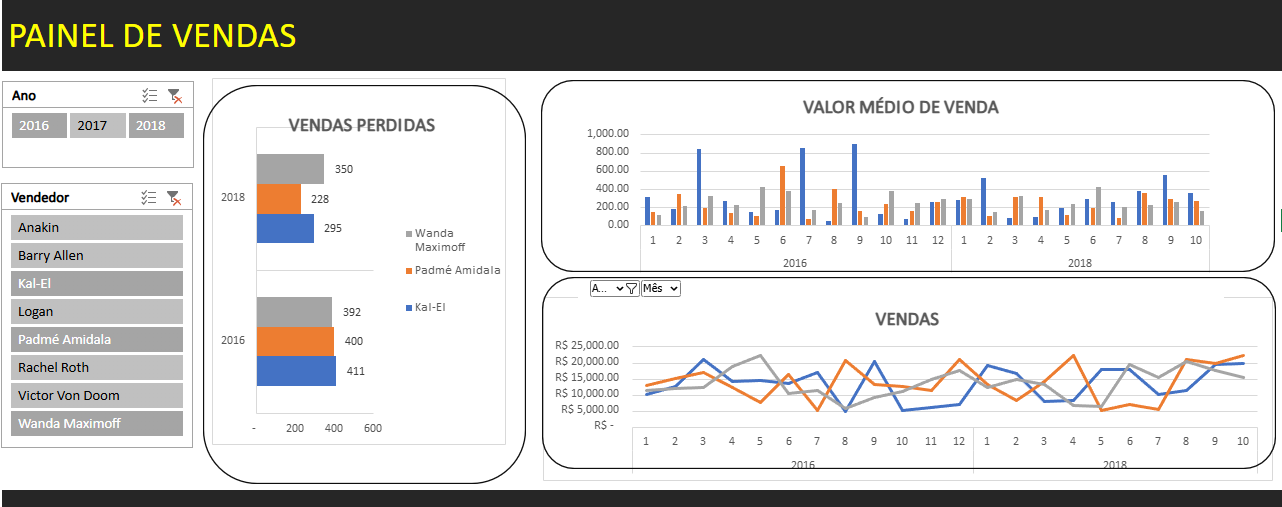 PAINEL DE VENDAS
Ano
2016 2017 2018
Vendedor
Anakin
Barry Allen
Kal-El
Logan
Padmé Amidala
Rachel Roth
Victor Von Doom
Wanda Maximoff
VENDAS PERDIDAS
2018
350
228
295
2016
392
400
411
- 200 400 600
Wanda
Maximoff
Padmé Amidala
Kal-El
VALOR MÉDIO DE VENDA
1,000.00
800.00
600.00
400.00
200.00
0.00
1 2 3 4 5 6 7 8 9 10 11 12 1 2 3 4 5 6 7 8 9 10
2016 2018
A... Mês
VENDAS
R$ 25,000.00
R$ 20,000.00
R$ 15,000.00
R$ 10,000.00
R$ 5,000.00
R$ -
1 2 3 4 5 6 7 8 9 10 11 12 1 2 3 4 5 6 7 8 9 10
2016 2018